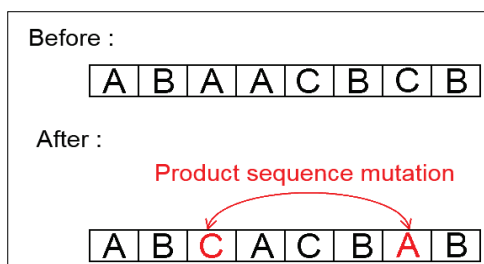 Before :
A B A A C B C B
After :
Product sequence mutation
A B C A C B A B